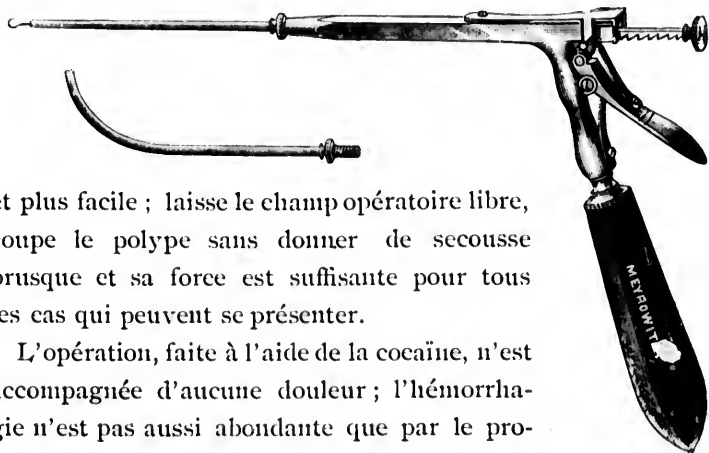 et plus facile ; laisse le champ opératoire libre,
coupe le polype sans donner de secousse
brusque et sa force est suffisante pour tous
les cas qui peuvent se présenter.
L'opération, faite à l'aide de la cocaïne, n'est
accompagnée d'aucune douleur ; l'hémorrha-
gie n'est pas aussi abondante que par le pro-
MEYROWITZ